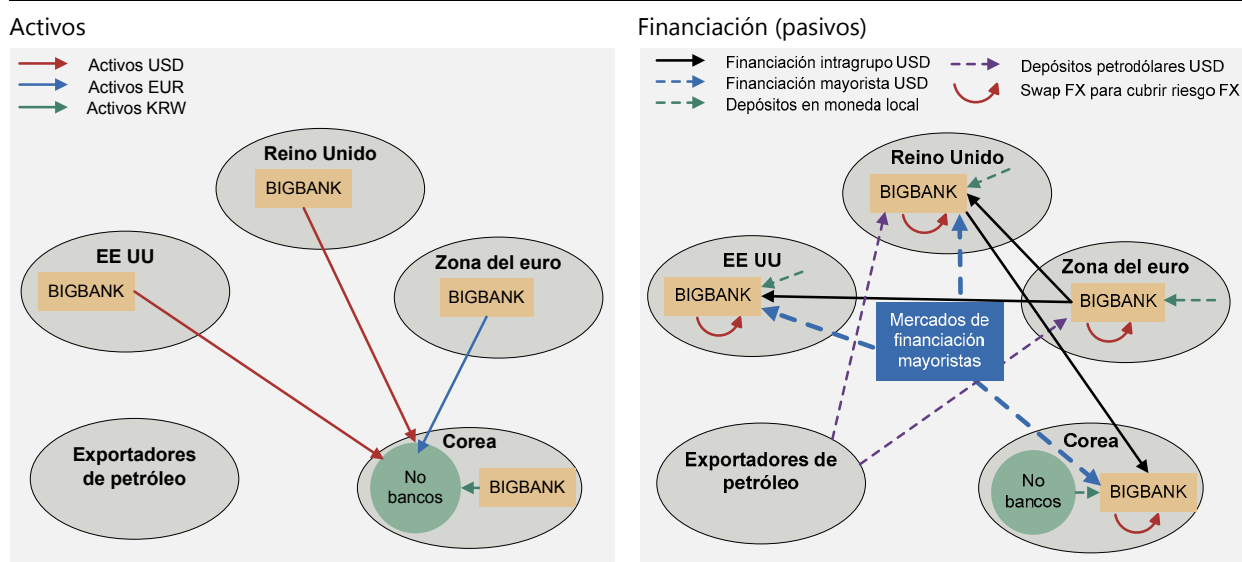 Activos
Activos USD
Activos EUR
Activos KRW
Reino Unido
BIGBANK
EE UU
BIGBANK
Zona del euro
BIGBANK
Exportadores
de petróleo
Corea
No
bancos
BIGBANK
Financiación (pasivos)
Financiación intragrupo USD
Financiación mayorista USD
Depósitos en moneda local
Depósitos petrodólares USD
Swap FX para cubrir riesgo FX
Reino Unido
BIGBANK
EE UU
BIGBANK
Zona del euro
BIGBANK
Mercados de
financiación
mayoristas
Exportadores de
petróleo
Corea
No
bancos
BIGBANK